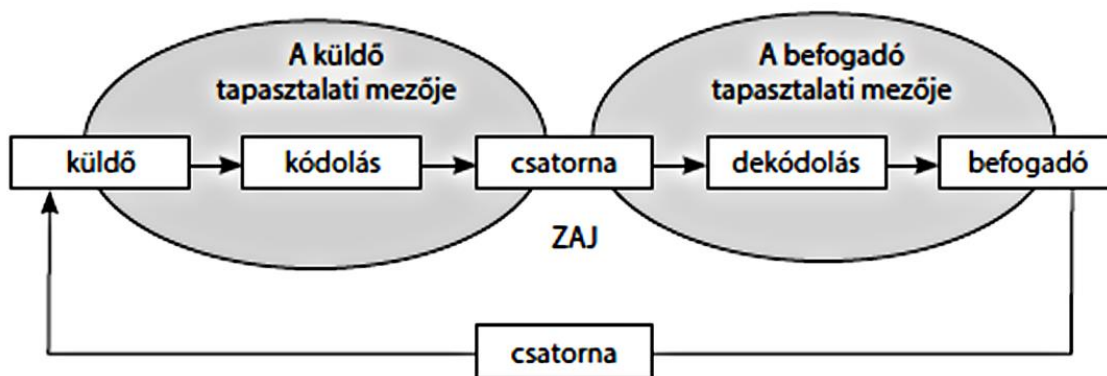 A küldő
tapasztalati mezője
A befogadó
tapasztalati mezője
küldő
kódolás
csatorna
dekódolás
befogadó
ZAJ
csatorna